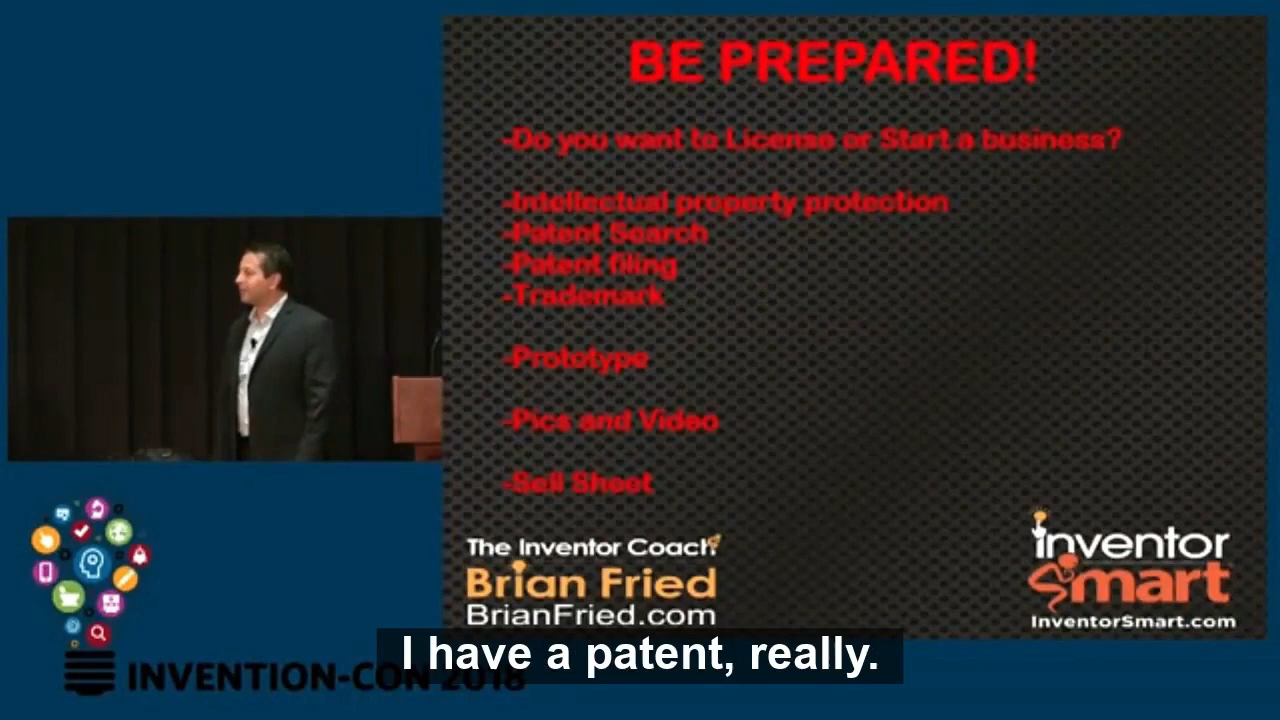 BE PREPARED!
-Do you want to License or Start a business?
-Intellectual property protection
-Patent Search
-Patent filing
-Trademark
-Prototype
-Pics and Video
-Sell Sheet
The Inventor Coach
Brian Fried
BrianFried.com
inventor
Smart
InventorSmart.com
I have a patent, really.
INVENTION-CON 2018